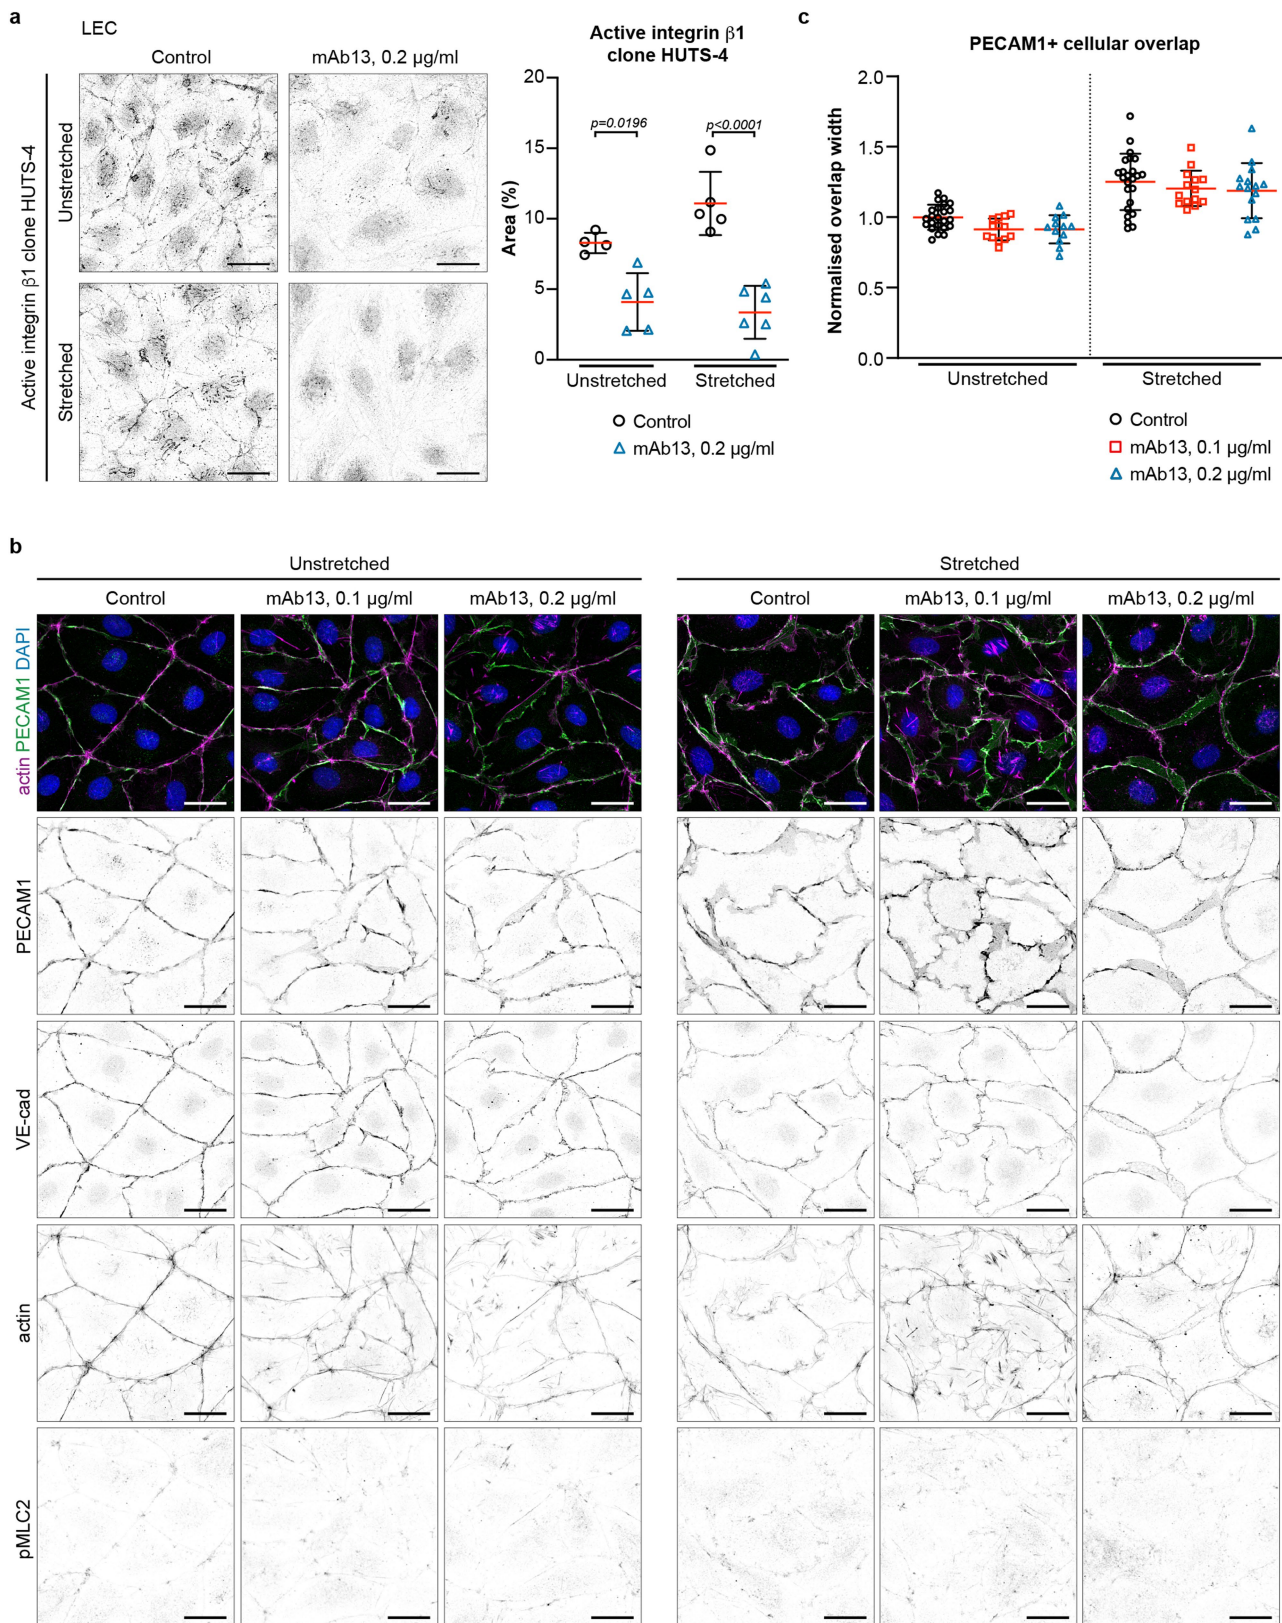 a
LEC
Control
mAb13, 0.2 µg/ml
Active integrin β1 clone HUTS-4
Unstretched
Stretched
Active integrin β1
clone HUTS-4
Area (%)
20
15
10
5
0
p=0.0196
p<0.0001
Unstretched
Stretched
Control
mAb13, 0.2 µg/ml
c
PECAM1+ cellular overlap
Normalised overlap width
2.0
1.5
1.0
0.5
0.0
Unstretched
Stretched
Control
mAb13, 0.1 µg/ml
mAb13, 0.2 µg/ml
b
Unstretched
Stretched
Control
mAb13, 0.1 µg/ml
mAb13, 0.2 µg/ml
Control
mAb13, 0.1 µg/ml
mAb13, 0.2 µg/ml
actin PECAM1 DAPI
PECAM1
VE-cad
actin
pMLC2